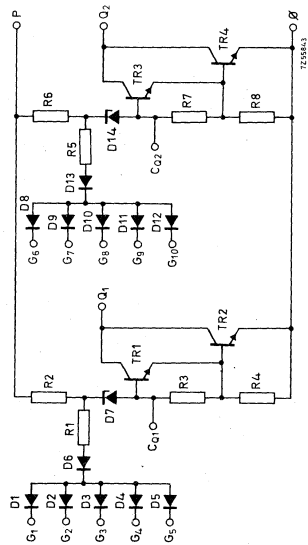 P
Q2
TR4
Ø
TR3
R6
R7
R8
R5
D14
CQ2
D13
D8
D9
D10
D11
D12
G6
G7
G8
G9
G10
Q1
TR2
TR1
R2
R3
R4
R1
D7
CQ1
D6
D1
D2
D3
D4
D5
G1
G2
G3
G4
G5
7Z55843